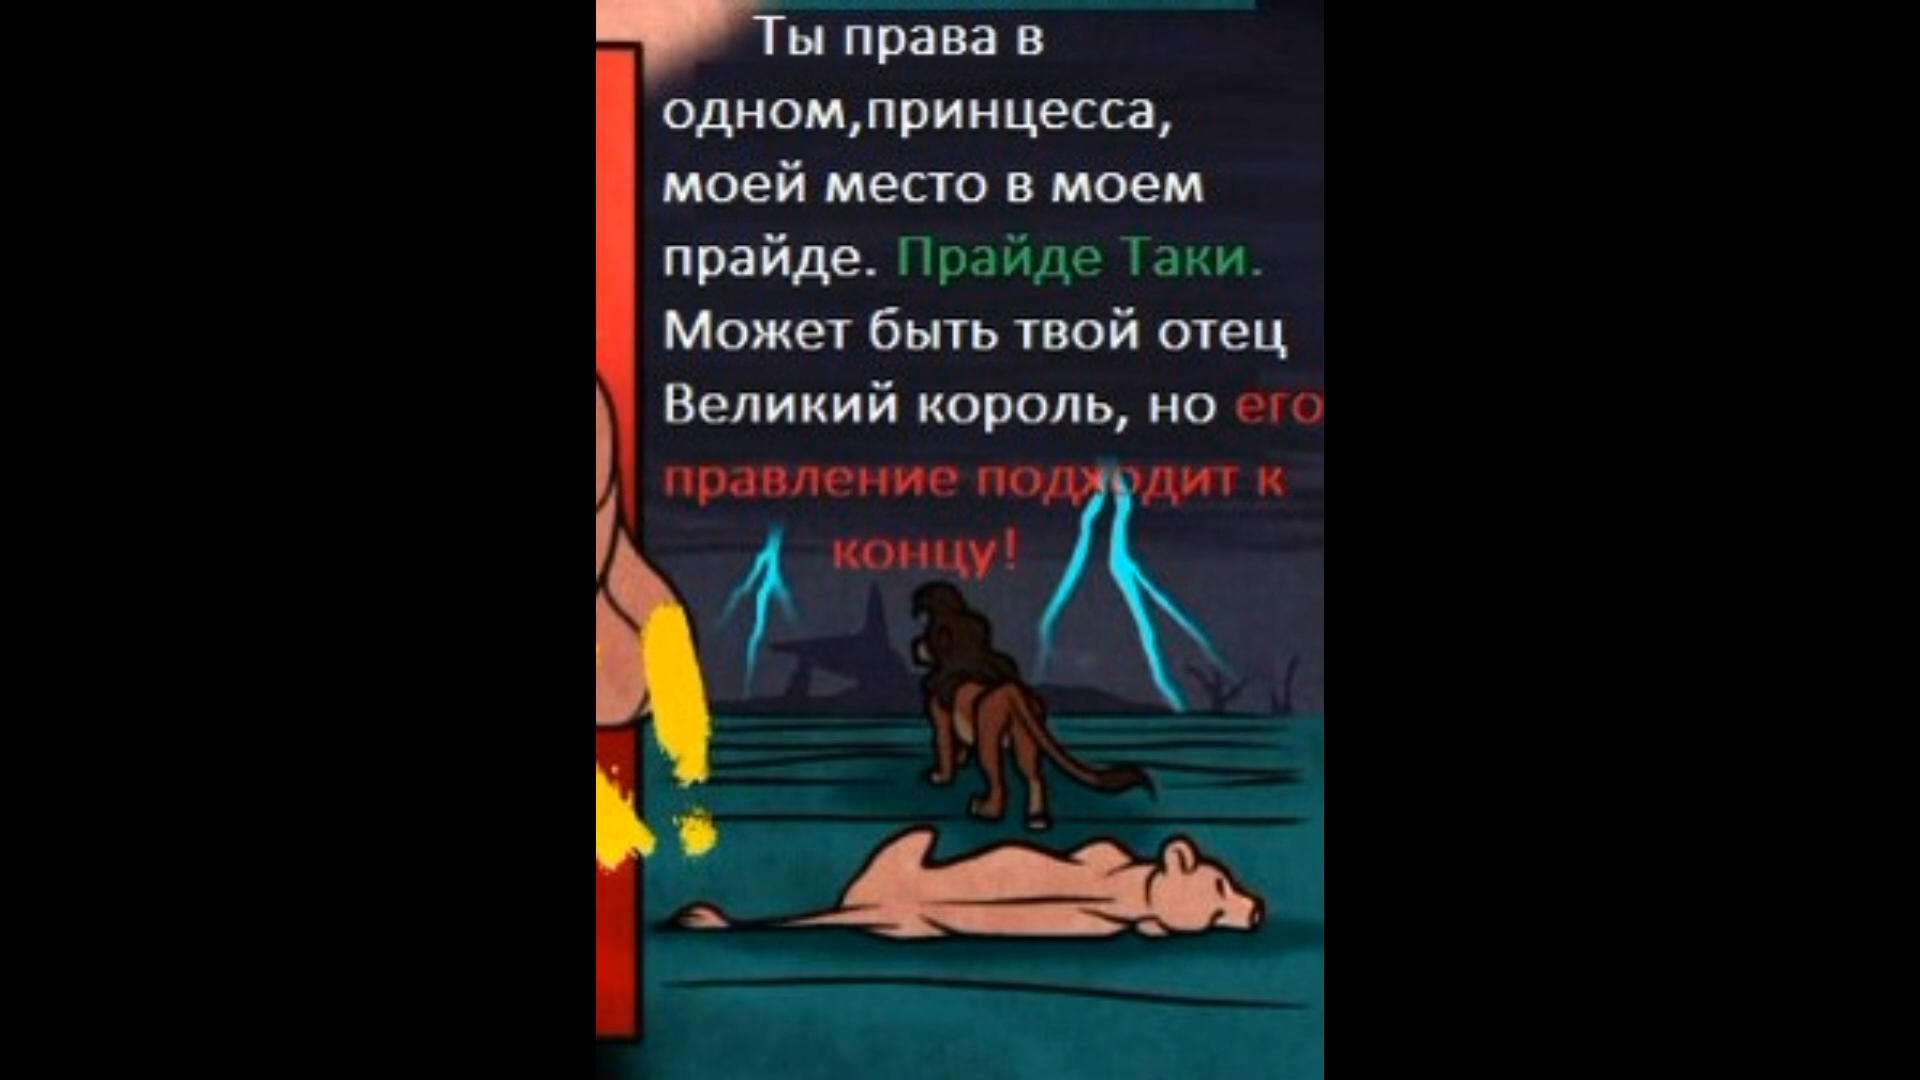 Ты права в
одном,принцесса,
моей место в моем
прайде. Прайде Таки.
Может быть твой отец
Великий король, но его
правление подходит к
концу!